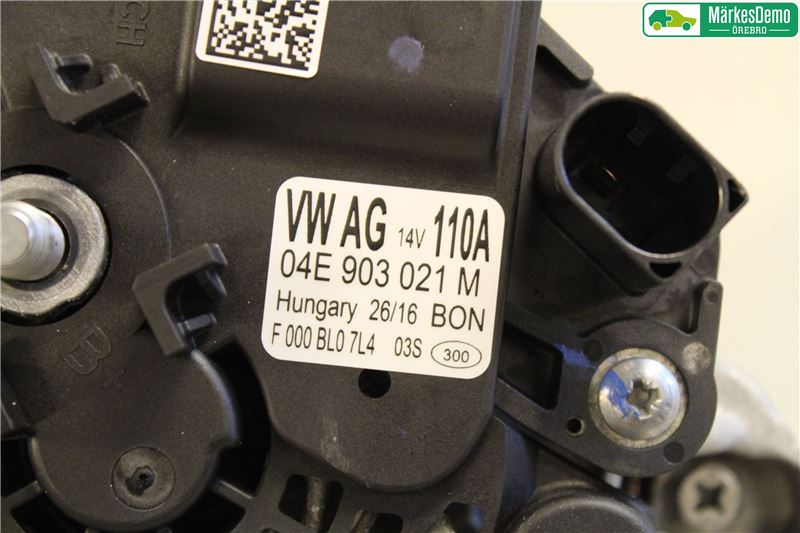 MärkesDemo
ÖREBRO
VW AG 14V 110A
04E 903 021 M
Hungary 26/16 BON
F 000 BL0 7L4 03S 300
B+